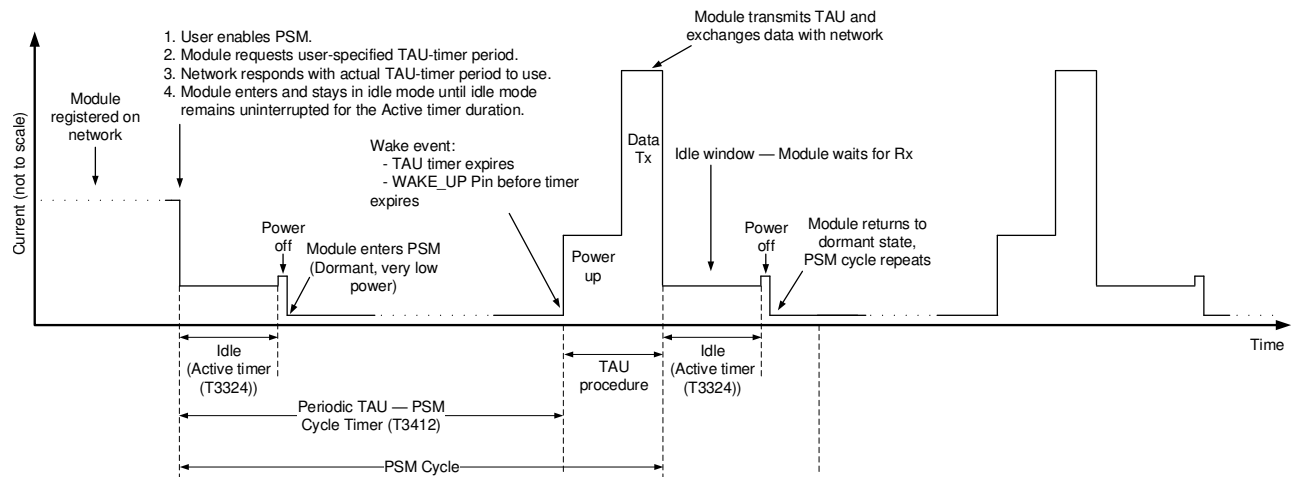 Module transmits TAU and
exchanges data with network
1. User enables PSM.
2. Module requests user-specified TAU-timer period.
3. Network responds with actual TAU-timer period to use.
4. Module enters and stays in idle mode until idle mode
remains uninterrupted for the Active timer duration.
Module
registered on
network
Current (not to scale)
Wake event:
- TAU timer expires
- WAKE_UP Pin before timer
expires
Data
Tx
Idle window — Module waits for Rx
Power
off
Module enters PSM
(Dormant, very low
power)
Power
up
Power
off
Module returns to
dormant state,
PSM cycle repeats
Time
Idle
(Active timer
(T3324))
TAU
procedure
Idle
(Active timer
(T3324))
Periodic TAU — PSM
Cycle Timer (T3412)
PSM Cycle